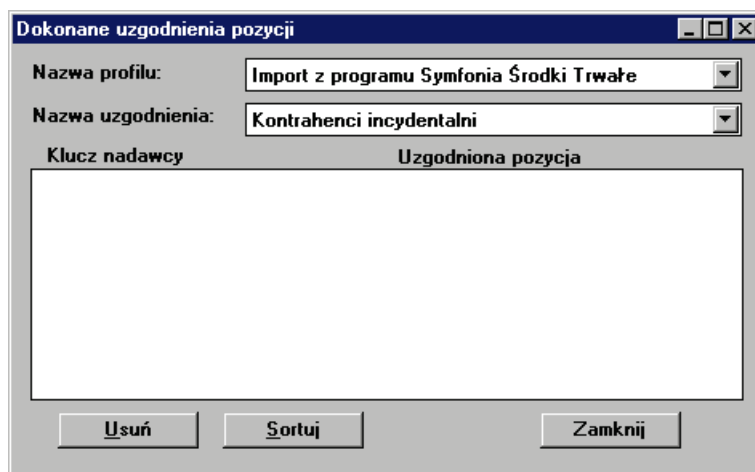 Dokonane uzgodnienia pozycji
Nazwa profilu: Import z programu Symfonia Środki Trwałe
Nazwa uzgodnienia: Kontrahenci incydentalni
Klucz nadawcy Uzgodniona pozycja
Usuń Sortuj Zamknij